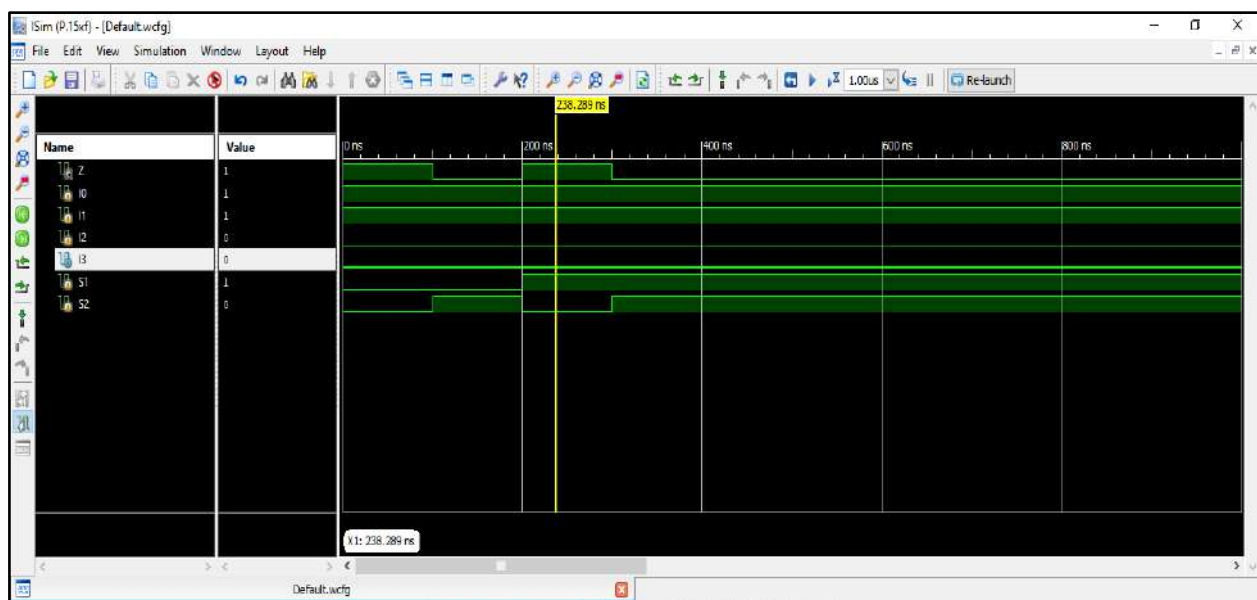 ISim (P.15xf) - [Default.wcfg]
File Edit View Simulation Window Layout Help
1.00us Re-launch
238.289 ns
Name Value 0 ns 200 ns 400 ns 600 ns 800 ns
Z 1
I0 1
I1 1
I2 0
I3 0
S1 1
S2 0
X1: 238.289 ns
Default.wcfg